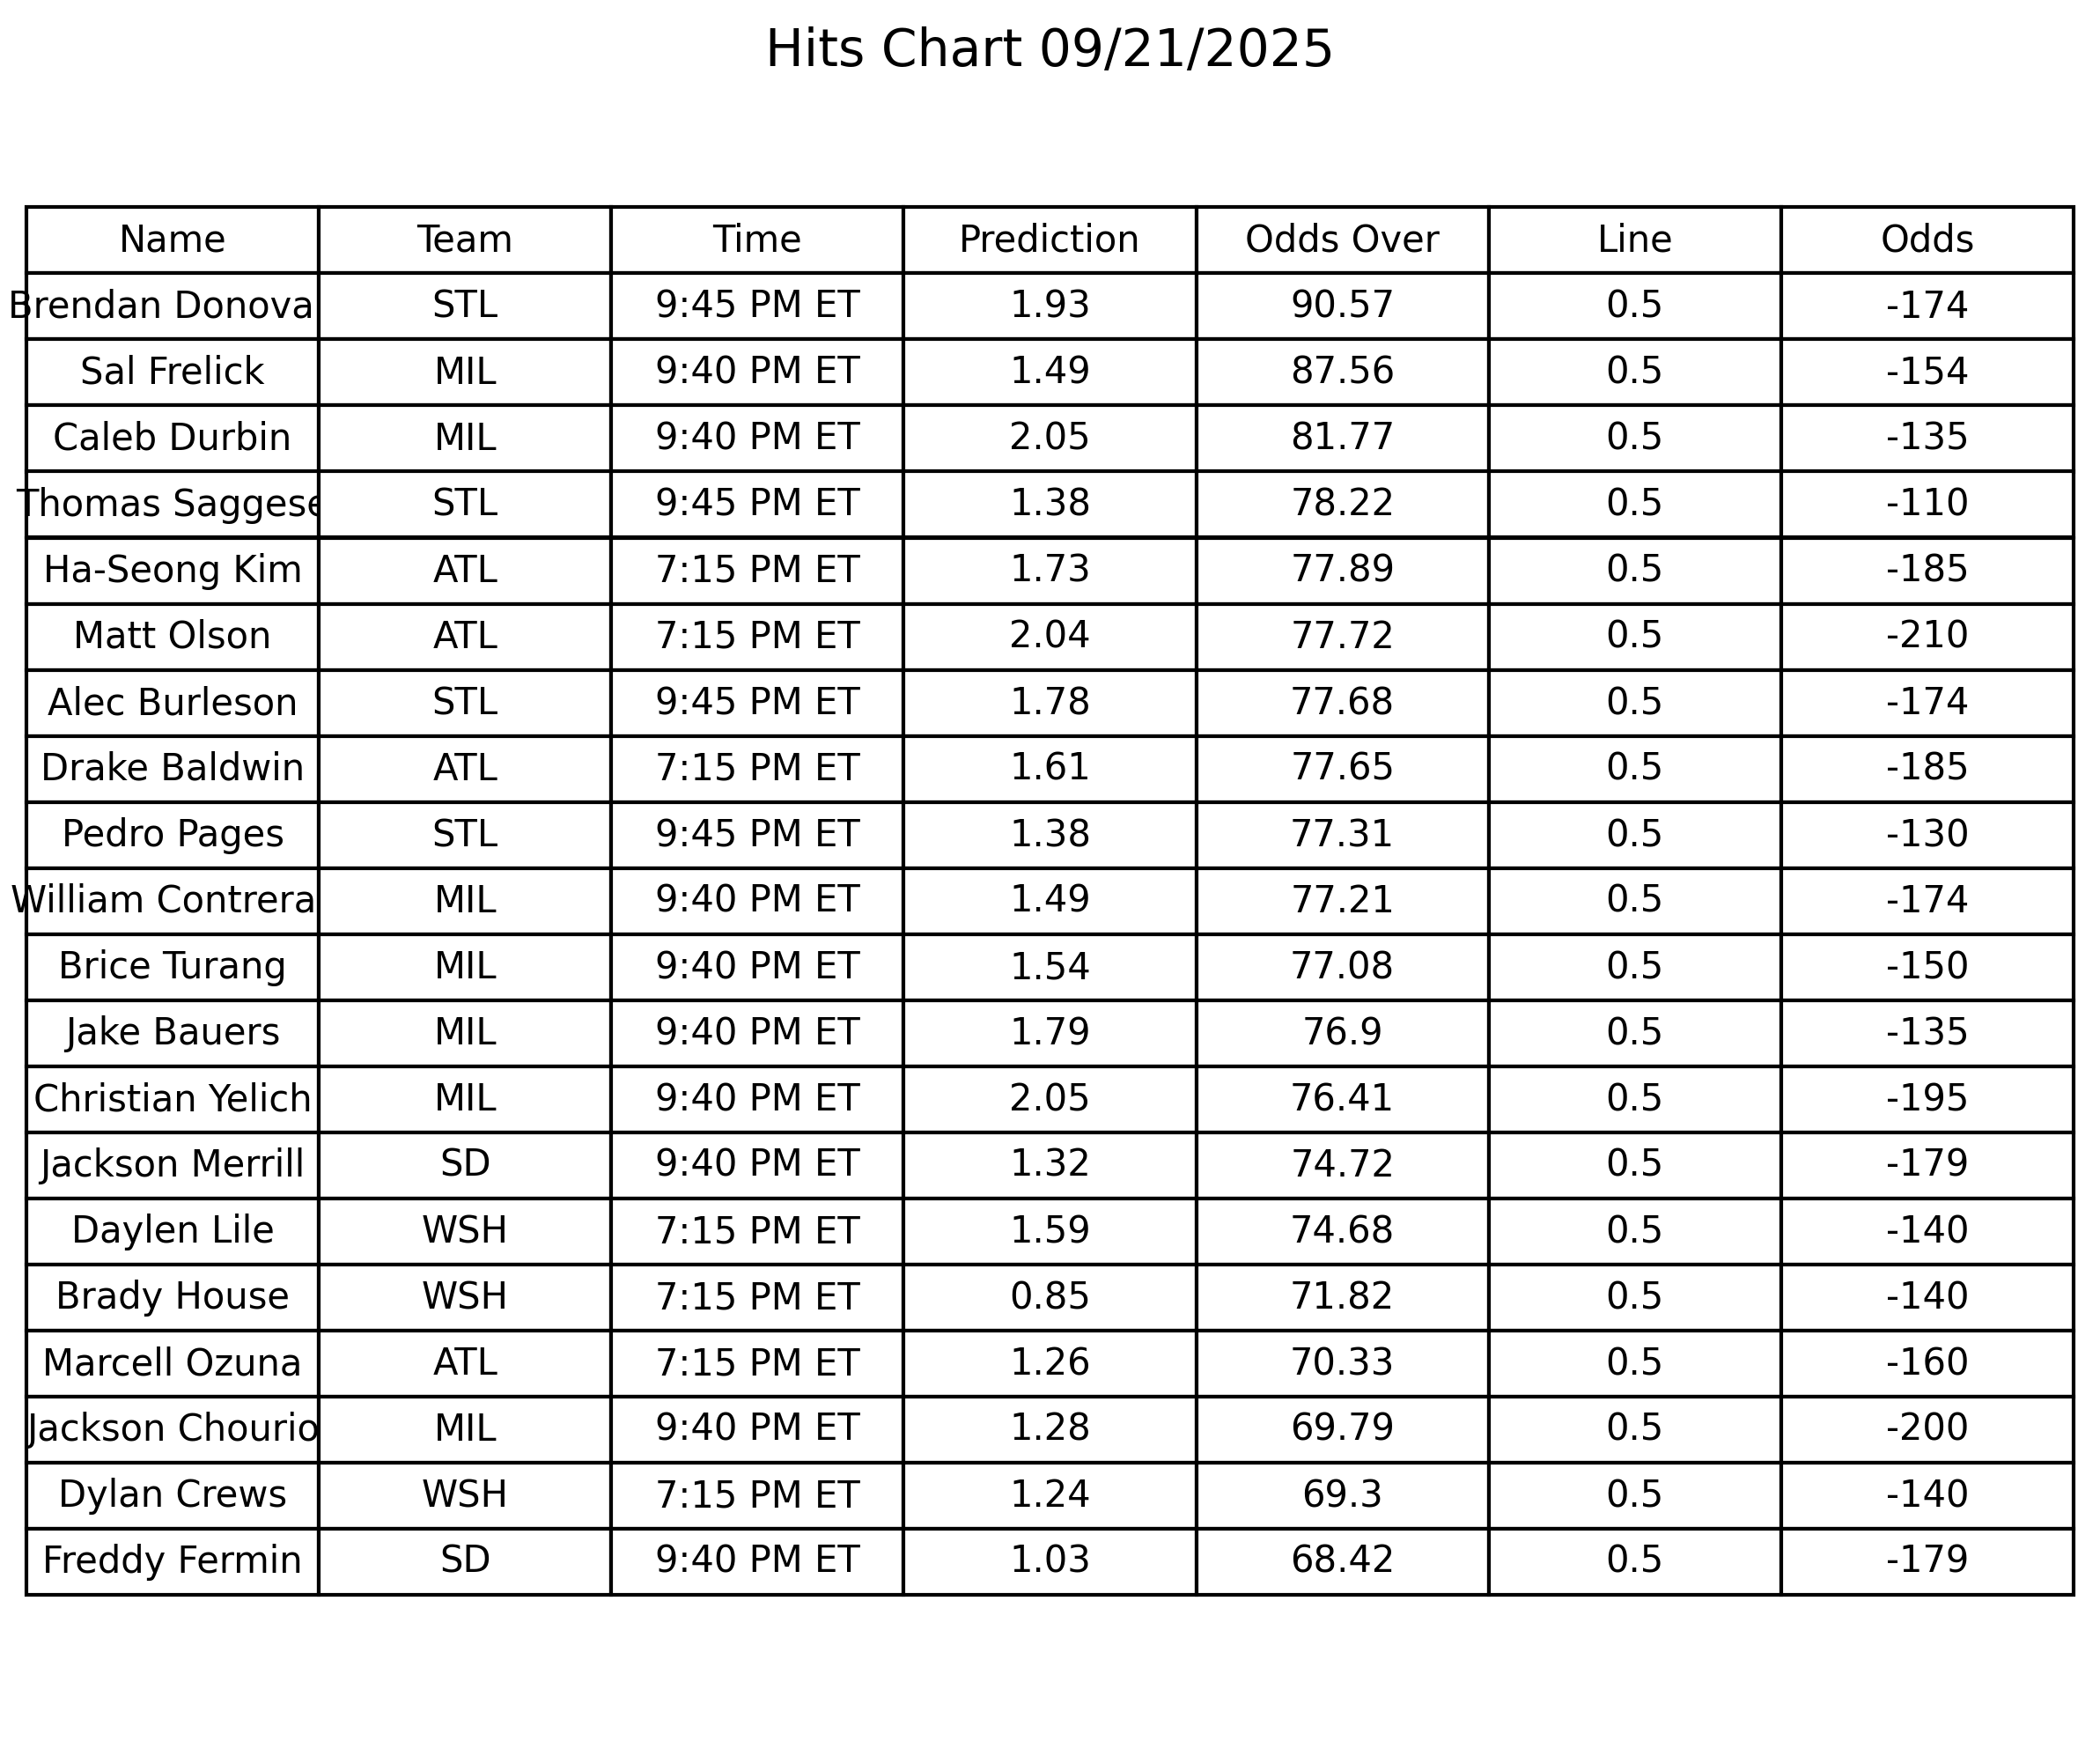 Hits Chart 09/21/2025
Name Team Time Prediction Odds Over Line Odds
Brendan Donova STL 9:45 PM ET 1.93 90.57 0.5 -174
Sal Frelick MIL 9:40 PM ET 1.49 87.56 0.5 -154
Caleb Durbin MIL 9:40 PM ET 2.05 81.77 0.5 -135
Thomas Saggese STL 9:45 PM ET 1.38 78.22 0.5 -110
Ha-Seong Kim ATL 7:15 PM ET 1.73 77.89 0.5 -185
Matt Olson ATL 7:15 PM ET 2.04 77.72 0.5 -210
Alec Burleson STL 9:45 PM ET 1.78 77.68 0.5 -174
Drake Baldwin ATL 7:15 PM ET 1.61 77.65 0.5 -185
Pedro Pages STL 9:45 PM ET 1.38 77.31 0.5 -130
William Contrera MIL 9:40 PM ET 1.49 77.21 0.5 -174
Brice Turang MIL 9:40 PM ET 1.54 77.08 0.5 -150
Jake Bauers MIL 9:40 PM ET 1.79 76.9 0.5 -135
Christian Yelich MIL 9:40 PM ET 2.05 76.41 0.5 -195
Jackson Merrill SD 9:40 PM ET 1.32 74.72 0.5 -179
Daylen Lile WSH 7:15 PM ET 1.59 74.68 0.5 -140
Brady House WSH 7:15 PM ET 0.85 71.82 0.5 -140
Marcell Ozuna ATL 7:15 PM ET 1.26 70.33 0.5 -160
Jackson Chourio MIL 9:40 PM ET 1.28 69.79 0.5 -200
Dylan Crews WSH 7:15 PM ET 1.24 69.3 0.5 -140
Freddy Fermin SD 9:40 PM ET 1.03 68.42 0.5 -179